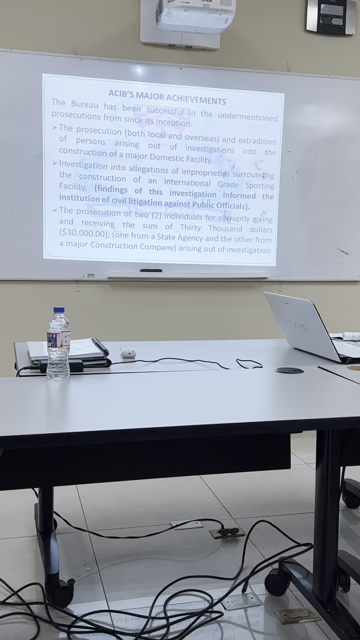 ACIB'S MAJOR ACHIEVEMENTS
The Bureau has been successful in the undermentioned
prosecutions from since its inception:
➢ The prosecution (both local and overseas) and extradition
of persons arising out of investigations into the
construction of a major Domestic Facility.
➢ Investigation into allegations of improprieties surrounding
the construction of an International Grade Sporting
Facility, (findings of this investigation informed the
institution of civil litigation against Public Officials).
➢ The prosecution of two (2) individuals for corruptly giving
and receiving the sum of Thirty Thousand dollars
($30,000.00); (one from a State Agency and the other from
a major Construction Company) arising out of investigation